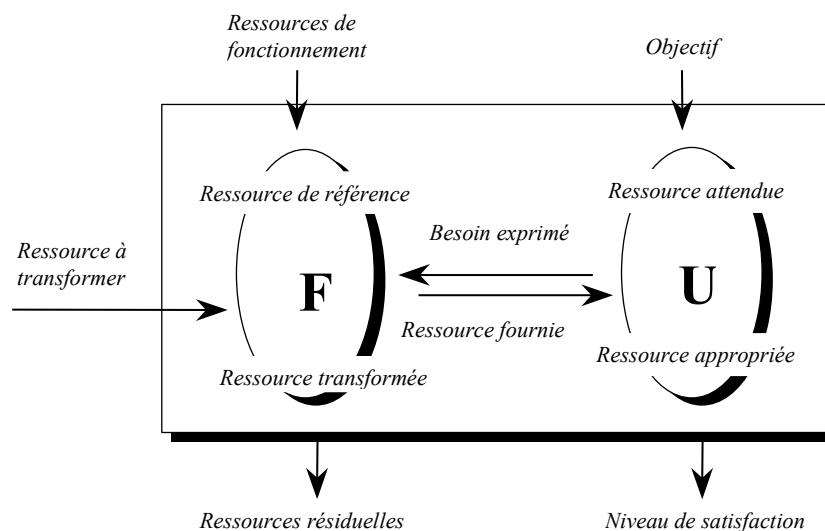 Ressources de
fonctionnement
Objectif
Ressource de référence
Ressource attendue
Ressource à
transformer
Besoin exprimé
F
U
Ressource fournie
Ressource appropriée
Ressource transformée
Ressources résiduelles
Niveau de satisfaction